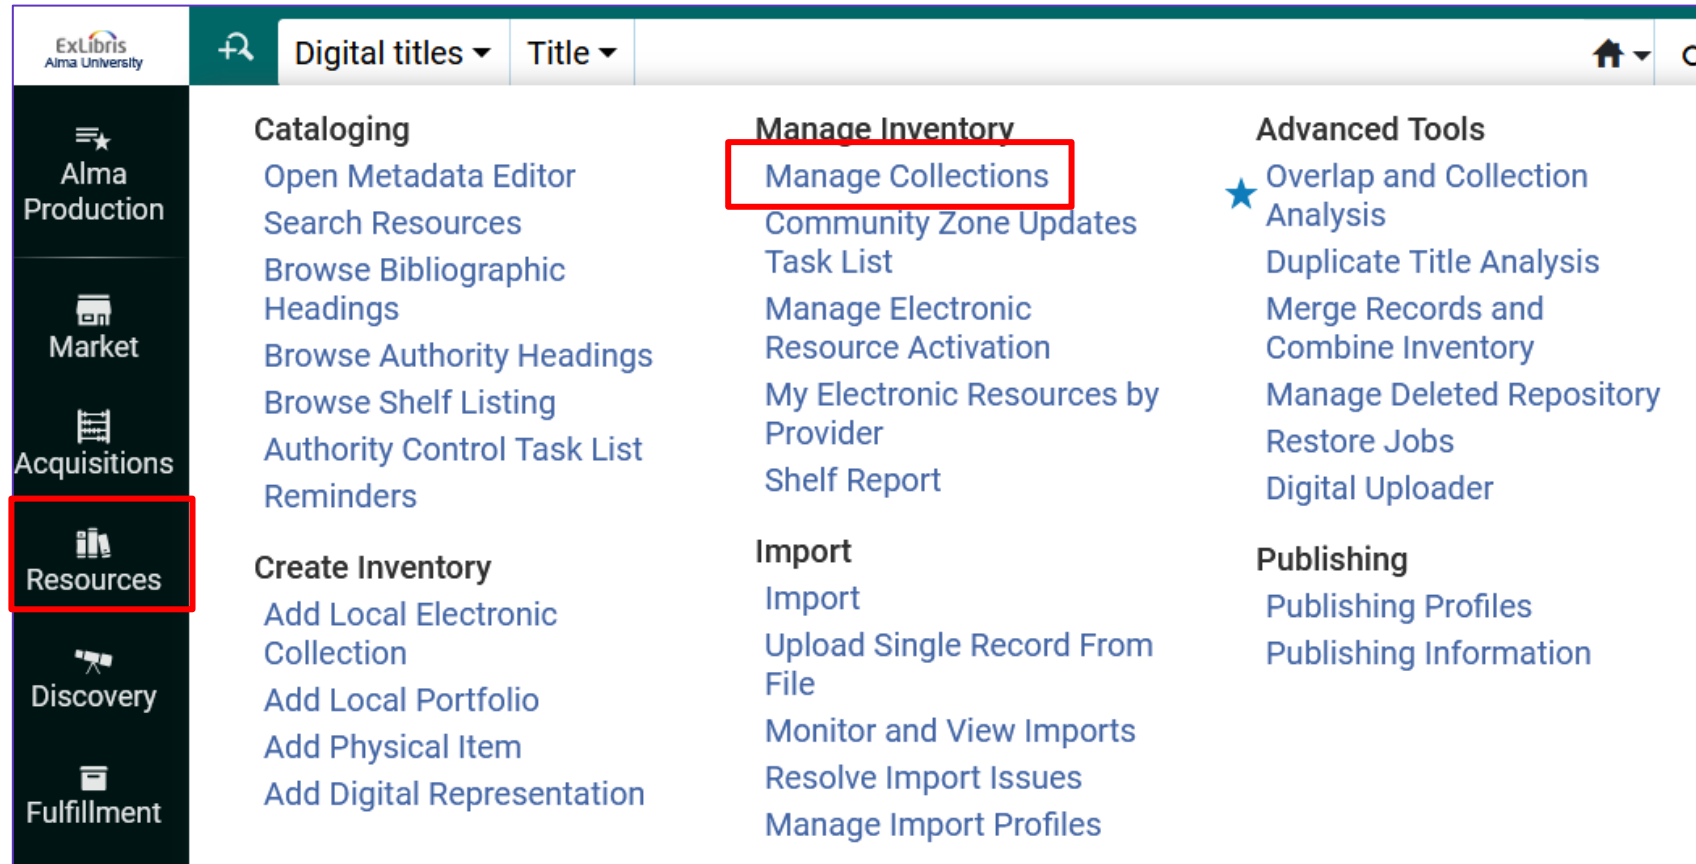 ExLibris
Alma University
Digital titles
Title
Alma
Production
Market
Acquisitions
Resources
Discovery
Fulfillment
Cataloging
Open Metadata Editor
Search Resources
Browse Bibliographic
Headings
Browse Authority Headings
Browse Shelf Listing
Authority Control Task List
Reminders
Create Inventory
Add Local Electronic
Collection
Add Local Portfolio
Add Physical Item
Add Digital Representation
Manage Inventory
Manage Collections
Community Zone Updates
Task List
Manage Electronic
Resource Activation
My Electronic Resources by
Provider
Shelf Report
Import
Import
Upload Single Record From
File
Monitor and View Imports
Resolve Import Issues
Manage Import Profiles
Advanced Tools
Overlap and Collection
Analysis
Duplicate Title Analysis
Merge Records and
Combine Inventory
Manage Deleted Repository
Restore Jobs
Digital Uploader
Publishing
Publishing Profiles
Publishing Information